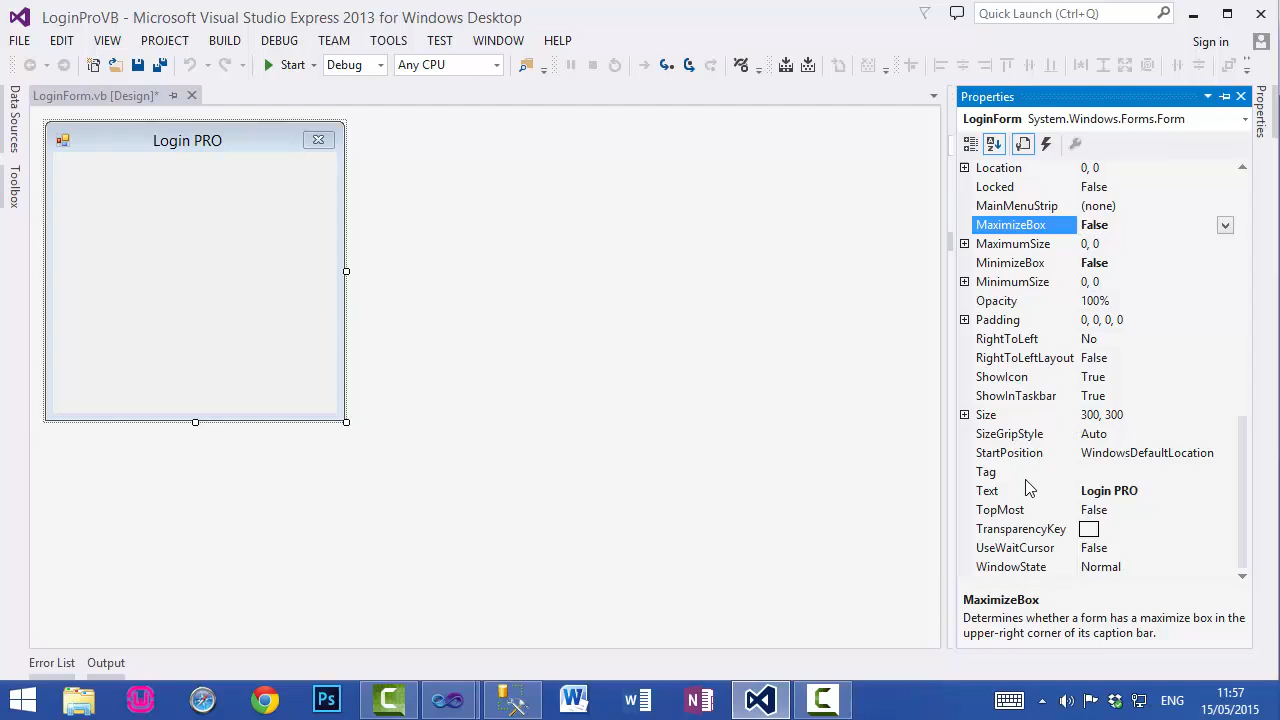 LoginProVB - Microsoft Visual Studio Express 2013 for Windows Desktop
Quick Launch (Ctrl+Q)
FILE EDIT VIEW PROJECT BUILD DEBUG TEAM TOOLS TEST WINDOW HELP
Sign in
Start Debug Any CPU
LoginForm.vb [Design]*
Data Sources
Toolbox
Login PRO
Properties
LoginForm System.Windows.Forms.Form
Location 0, 0
Locked False
MainMenuStrip (none)
MaximizeBox False
MaximumSize 0, 0
MinimizeBox False
MinimumSize 0, 0
Opacity 100%
Padding 0, 0, 0, 0
RightToLeft No
RightToLeftLayout False
ShowIcon True
ShowInTaskbar True
Size 300, 300
SizeGripStyle Auto
StartPosition WindowsDefaultLocation
Tag
Text Login PRO
TopMost False
TransparencyKey
UseWaitCursor False
WindowState Normal
MaximizeBox
Determines whether a form has a maximize box in the
upper-right corner of its caption bar.
Properties
Error List Output
Ps
ENG
11:57
15/05/2015